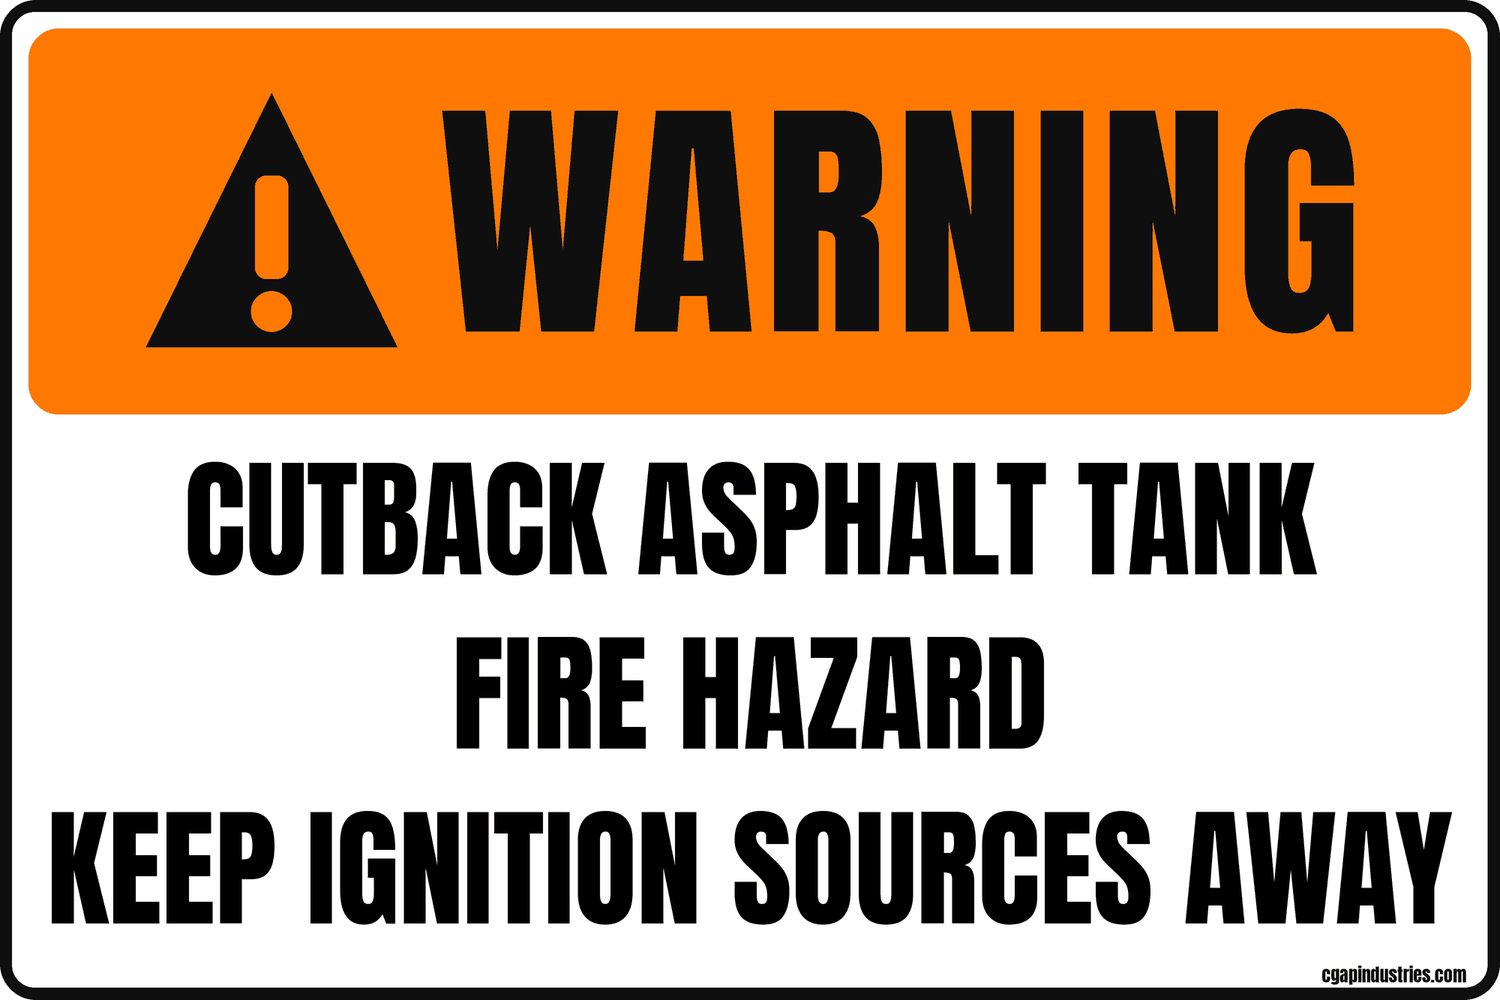 WARNING
CUTBACK ASPHALT TANK
FIRE HAZARD
KEEP IGNITION SOURCES AWAY
cgapindustries.com